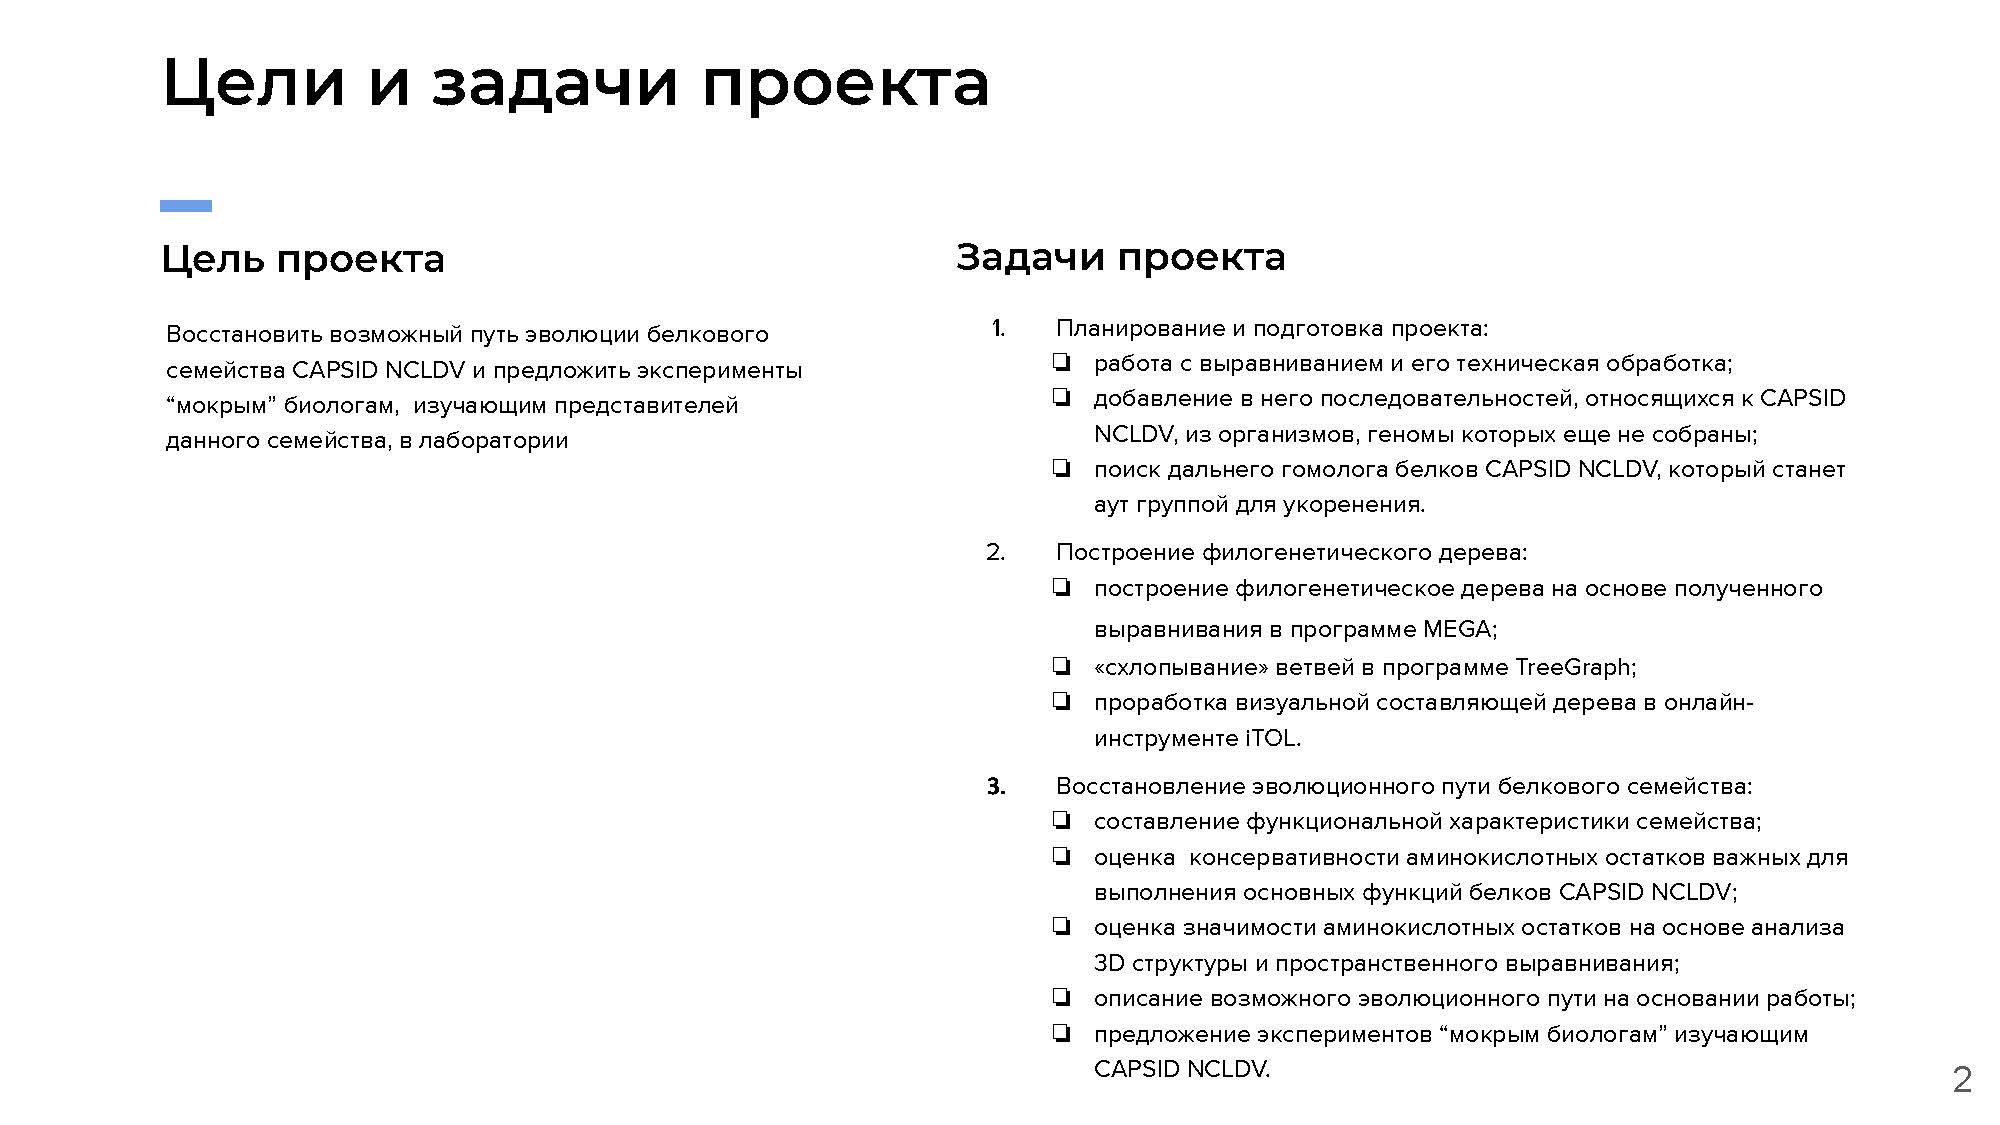 Цели и задачи проекта
Цель проекта
Восстановить возможный путь эволюции белкового
семейства CAPSID NCLDV и предложить эксперименты
“мокрым” биологам, изучающим представителей
данного семейства, в лаборатории
Задачи проекта
1. Планирование и подготовка проекта:
❏ работа с выравниванием и его техническая обработка;
❏ добавление в него последовательностей, относящихся к CAPSID
NCLDV, из организмов, геномы которых еще не собраны;
❏ поиск дальнего гомолога белков CAPSID NCLDV, который станет
аут группой для укоренения.
2. Построение филогенетического дерева:
❏ построение филогенетическое дерева на основе полученного
выравнивания в программе MEGA;
❏ «схлопывание» ветвей в программе TreeGraph;
❏ проработка визуальной составляющей дерева в онлайн-
инструменте iTOL.
3. Восстановление эволюционного пути белкового семейства:
❏ составление функциональной характеристики семейства;
❏ оценка консервативности аминокислотных остатков важных для
выполнения основных функций белков CAPSID NCLDV;
❏ оценка значимости аминокислотных остатков на основе анализа
3D структуры и пространственного выравнивания;
❏ описание возможного эволюционного пути на основании работы;
❏ предложение экспериментов “мокрым биологам” изучающим
CAPSID NCLDV.
2